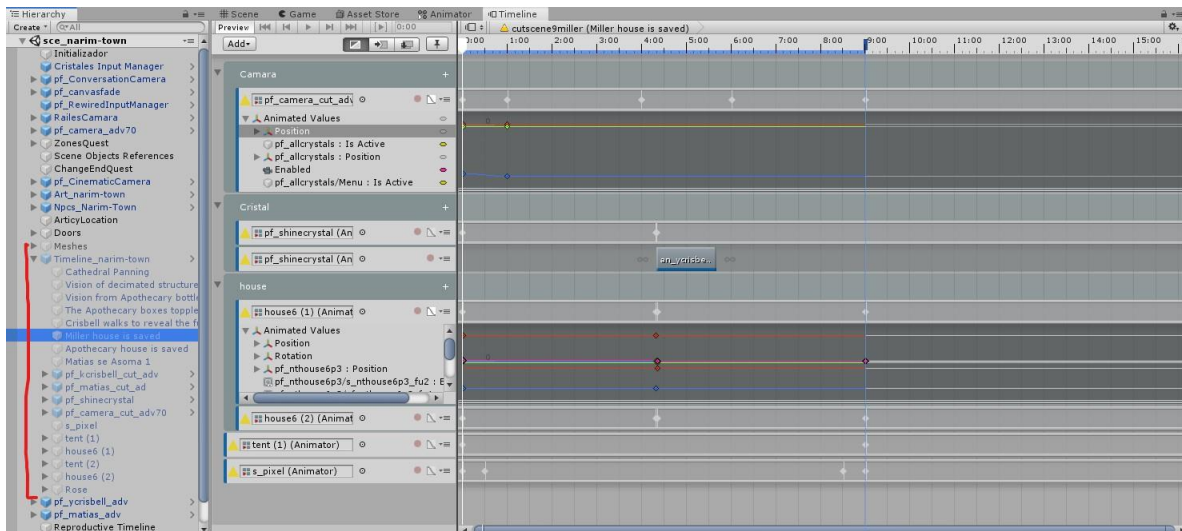 Hierarchy
Create
All
sce_narim-town
Initializador
Cristales Input Manager
pf_ConversationCamera
pf_canvasfade
pf_RewiredInputManager
RailesCamara
pf_camera_adv70
ZonesQuest
Scene Objects References
ChangeEndQuest
pf_CinematicCamera
Art_narim-town
Npcs_Narim-Town
ArticyLocation
Doors
Meshes
Timeline_narim-town
Cathedral Panning
Vision of decimated structure
Vision from Apothecary bottle
The Apothecary boxes topple
Crisbell walks to reveal the f
Miller house is saved
Apothecary house is saved
Matias se Asoma 1
pf_kcrisbell_cut_adv
pf_matias_cut_ad
pf_shinecrystal
pf_camera_cut_adv70
s_pixel
tent (1)
house6 (1)
tent (2)
house6 (2)
Rose
pf_ycrisbell_adv
pf_matias_adv
Reproductive Timeline
Scene
Game
Asset Store
Animator
Timeline
Preview
0:00
cutscene9miller (Miller house is saved)
Add
0:00 1:00 2:00 3:00 4:00 5:00 6:00 7:00 8:00 9:00 10:00 11:00 12:00 13:00 14:00 15:00
Camara
pf_camera_cut_adv
Animated Values
Position
pf_allcrystals : Is Active
pf_allcrystals : Position
Enabled
pf_allcrystals/Menu : Is Active
Cristal
pf_shinecrystal (An
pf_shinecrystal (An
an_ycrisbe..
house
house6 (1) (Animat
Animated Values
Position
Rotation
pf_nthouse6p3 : Position
pf_nthouse6p3/s_nthouse6p3_fu2 : E
house6 (2) (Animat
tent (1) (Animator)
s_pixel (Animator)